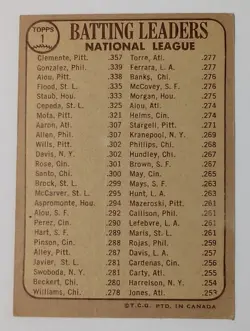 TOPPS
1
BATTING LEADERS
NATIONAL LEAGUE
Clemente, Pitt. .357
Gonzalez, Phil. .339
Alou, Pitt. .338
Flood, St. L. .335
Staub, Hou. .333
Cepeda, St. L. .325
Mota, Pitt. .321
Aaron, Atl. .307
Allen, Phil. .307
Wills, Pitt. .302
Davis, N.Y. .302
Rose, Cin. .301
Santo, Chi. .300
Brock, St. L. .299
McCarver, St. L. .295
Aspromonte, Hou. .294
Alou, S.F. .292
Perez, Cin. .290
Hart, S.F. .289
Pinson, Cin. .288
Alley, Pitt. .287
Javier, St. L. .281
Swoboda, N.Y. .281
Beckert, Chi. .280
Williams, Chi. .278
Torre, Atl. .277
Ferrara, L.A. .277
Banks, Chi. .276
McCovey, S.F. .276
Morgan, Hou. .275
Alou, Atl. .274
Helms, Cin. .274
Stargell, Pitt. .271
Kranepool, N.Y. .269
Phillips, Chi. .268
Hundley, Chi. .267
Brown, S.F. .267
May, Cin. .265
Mays, S.F. .263
Hunt, L.A. .263
Mazeroski, Pitt. .261
Callison, Phil. .261
Lefebvre, L.A. .261
Maris, St. L. .261
Rojas, Phil. .259
Davis, L.A. .257
Cardenas, Cin. .256
Carty, Atl. .255
Harrelson, N.Y. .254
Jones, Atl. .253
©T.C.G. PTD. IN CANADA